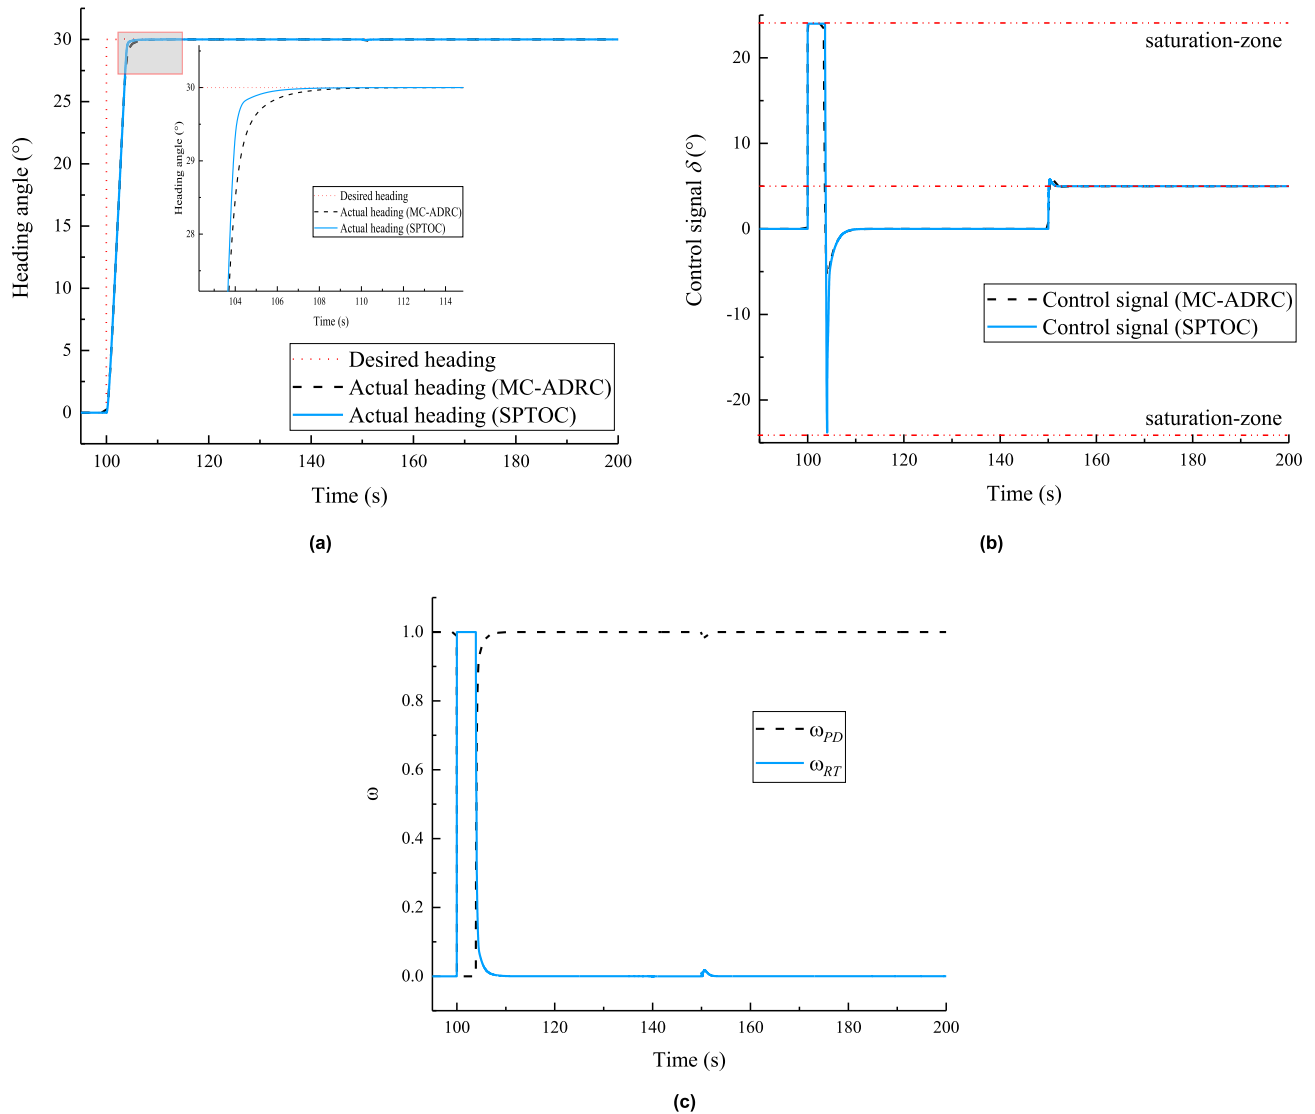 30
25
20
15
10
5
0
Heading angle (°)
30
29
28
Heading angle (°)
Desired heading
Actual heading (MC-ADRC)
Actual heading (SPTOC)
104 106 108 110 112 114
Time (s)
Desired heading
Actual heading (MC-ADRC)
Actual heading (SPTOC)
100 120 140 160 180 200
Time (s)
(a)
20
10
0
-10
-20
Control signal δ (°)
saturation-zone
Control signal (MC-ADRC)
Control signal (SPTOC)
saturation-zone
100 120 140 160 180 200
Time (s)
(b)
1.0
0.8
0.6
0.4
0.2
0.0
ω
ω_PD
ω_RT
100 120 140 160 180 200
Time (s)
(c)